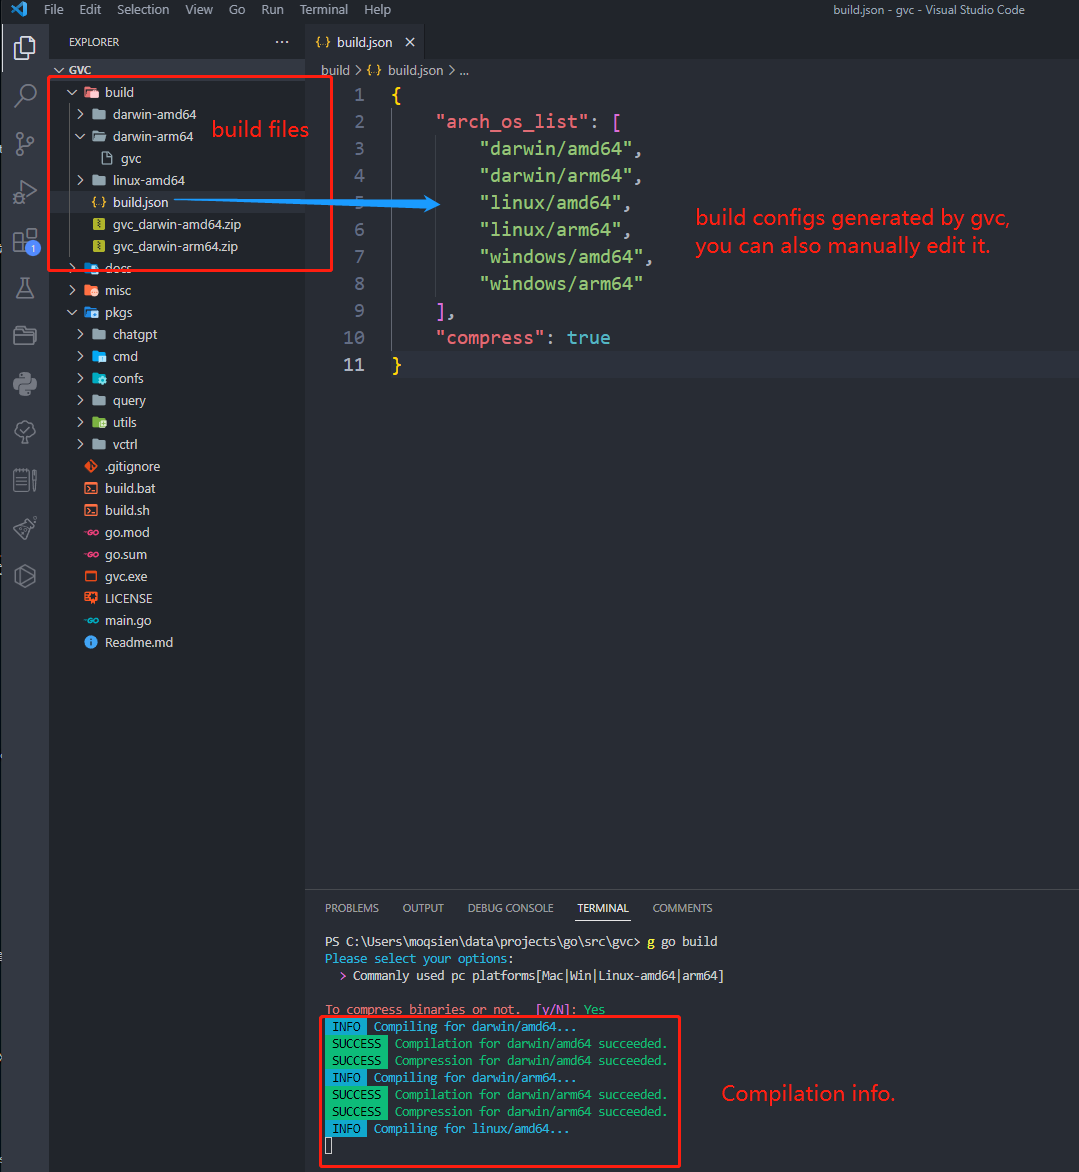 File Edit Selection View Go Run Terminal Help
build.json - gvc - Visual Studio Code
EXPLORER ···
build.json
GVC
build > {..} build.json > ...
build
darwin-amd64
darwin-arm64
gvc
linux-amd64
build.json
gvc_darwin-amd64.zip
gvc_darwin-arm64.zip
docs
misc
pkgs
chatgpt
cmd
confs
query
utils
vctrl
.gitignore
build.bat
build.sh
go.mod
go.sum
gvc.exe
LICENSE
main.go
Readme.md
1
build files
1 {
2 "arch_os_list": [
3 "darwin/amd64",
4 "darwin/arm64",
5 "linux/amd64",
6 "linux/arm64",
7 "windows/amd64",
8 "windows/arm64"
9 ],
10 "compress": true
11 }
build configs generated by gvc,
you can also manually edit it.
PROBLEMS OUTPUT DEBUG CONSOLE TERMINAL COMMENTS
PS C:\Users\moqsien\data\projects\go\src\gvc> g go build
Please select your options:
> Commanly used pc platforms[Mac|Win|Linux-amd64|arm64]
To compress binaries or not. [y/N]: Yes
INFO Compiling for darwin/amd64...
SUCCESS Compilation for darwin/amd64 succeeded.
SUCCESS Compression for darwin/amd64 succeeded.
INFO Compiling for darwin/arm64...
SUCCESS Compilation for darwin/arm64 succeeded.
SUCCESS Compression for darwin/arm64 succeeded.
INFO Compiling for linux/amd64...
Compilation info.